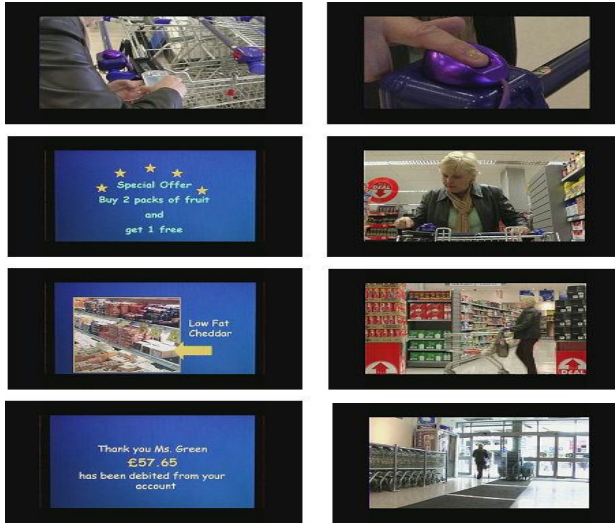 Special Offer
Buy 2 packs of fruit
and
get 1 free
DEAL
Low Fat
Cheddar
DEAL
Thank you Ms. Green
£57.65
has been debited from your
account